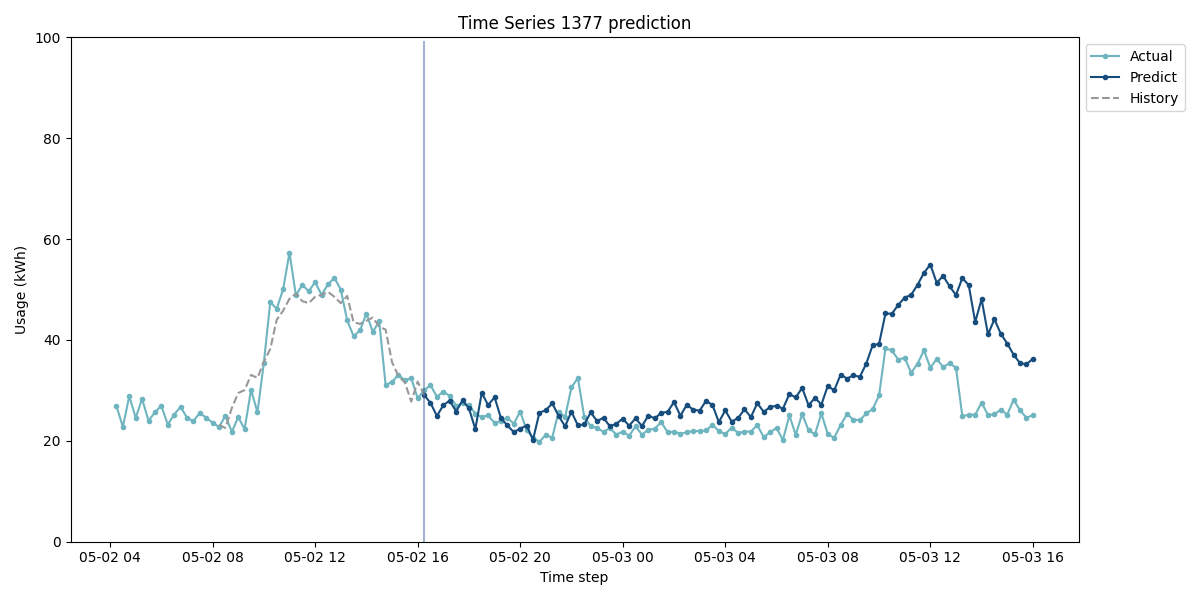 Time Series 1377 prediction
100
80
60
40
20
0
Usage (kWh)
05-02 04
05-02 08
05-02 12
05-02 16
05-02 20
05-03 00
05-03 04
05-03 08
05-03 12
05-03 16
Time step
Actual
Predict
History